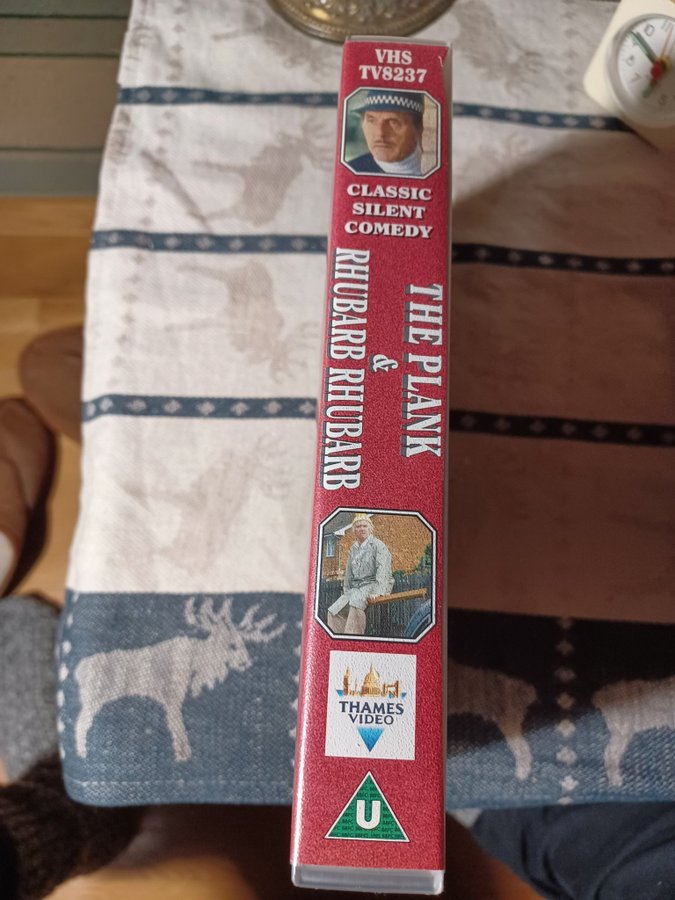 VHS
TV8237
CLASSIC
SILENT
COMEDY
THE PLANK
&
RHUBARB RHUBARB
THAMES
VIDEO
U